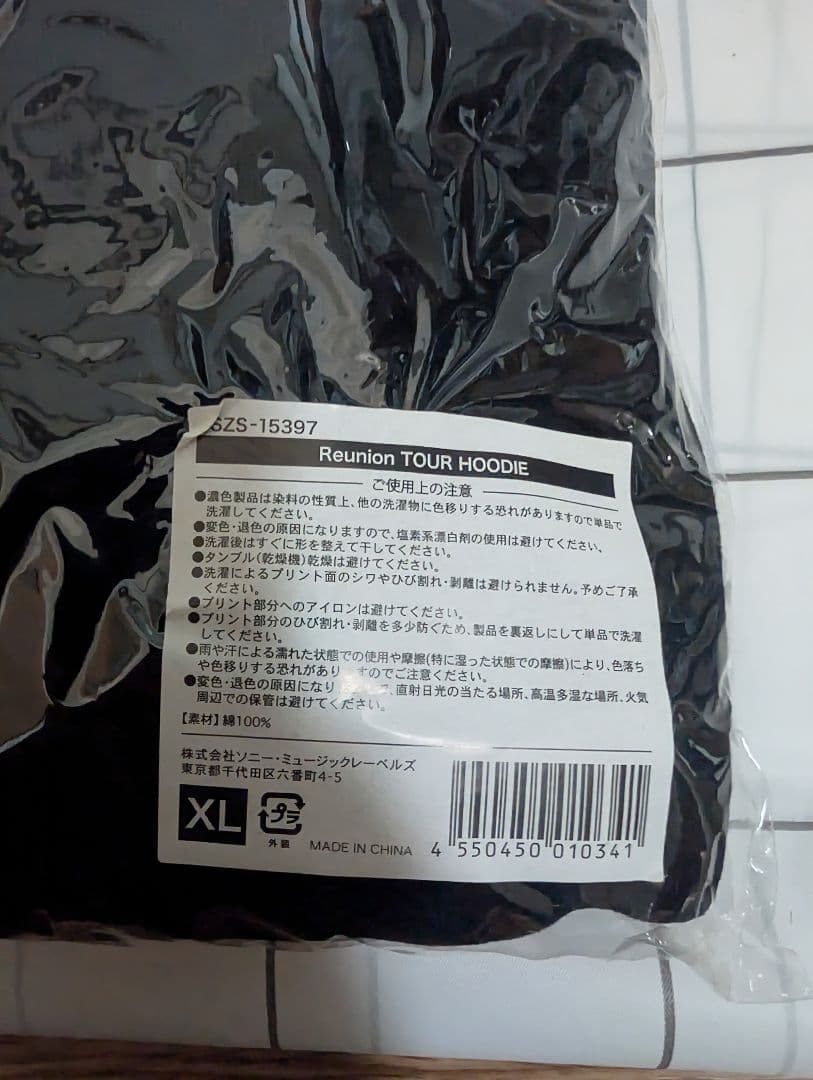 SZS-15397
Reunion TOUR HOODIE
ご使用上の注意
●濃色製品は染料の性質上、他の洗濯物に色移りする恐れがありますので単品で
洗濯してください。
●変色・退色の原因になりますので、塩素系漂白剤の使用は避けてください。
●洗濯後はすぐに形を整えて干してください。
●タンブル(乾燥機)乾燥は避けてください。
●洗濯によるプリント面のシワやひび割れ・剥離は避けられません。予めご了承
ください。
●プリント部分へのアイロンは避けてください。
●プリント部分のひび割れ・剥離を多少防ぐため、製品を裏返しにして単品で洗濯
してください。
●雨や汗による濡れた状態での使用や摩擦(特に湿った状態での摩擦)により、色落ち
や色移りする恐れがありますのでご注意ください。
●変色・退色の原因になり 直射日光の当たる場所、高温多湿な場所、火気
周辺での保管は避けてください。
【素材】綿100%
株式会社ソニー・ミュージックレーベルズ
東京都千代田区六番町4-5
XL プラ 外装 MADE IN CHINA 4 550450 010341